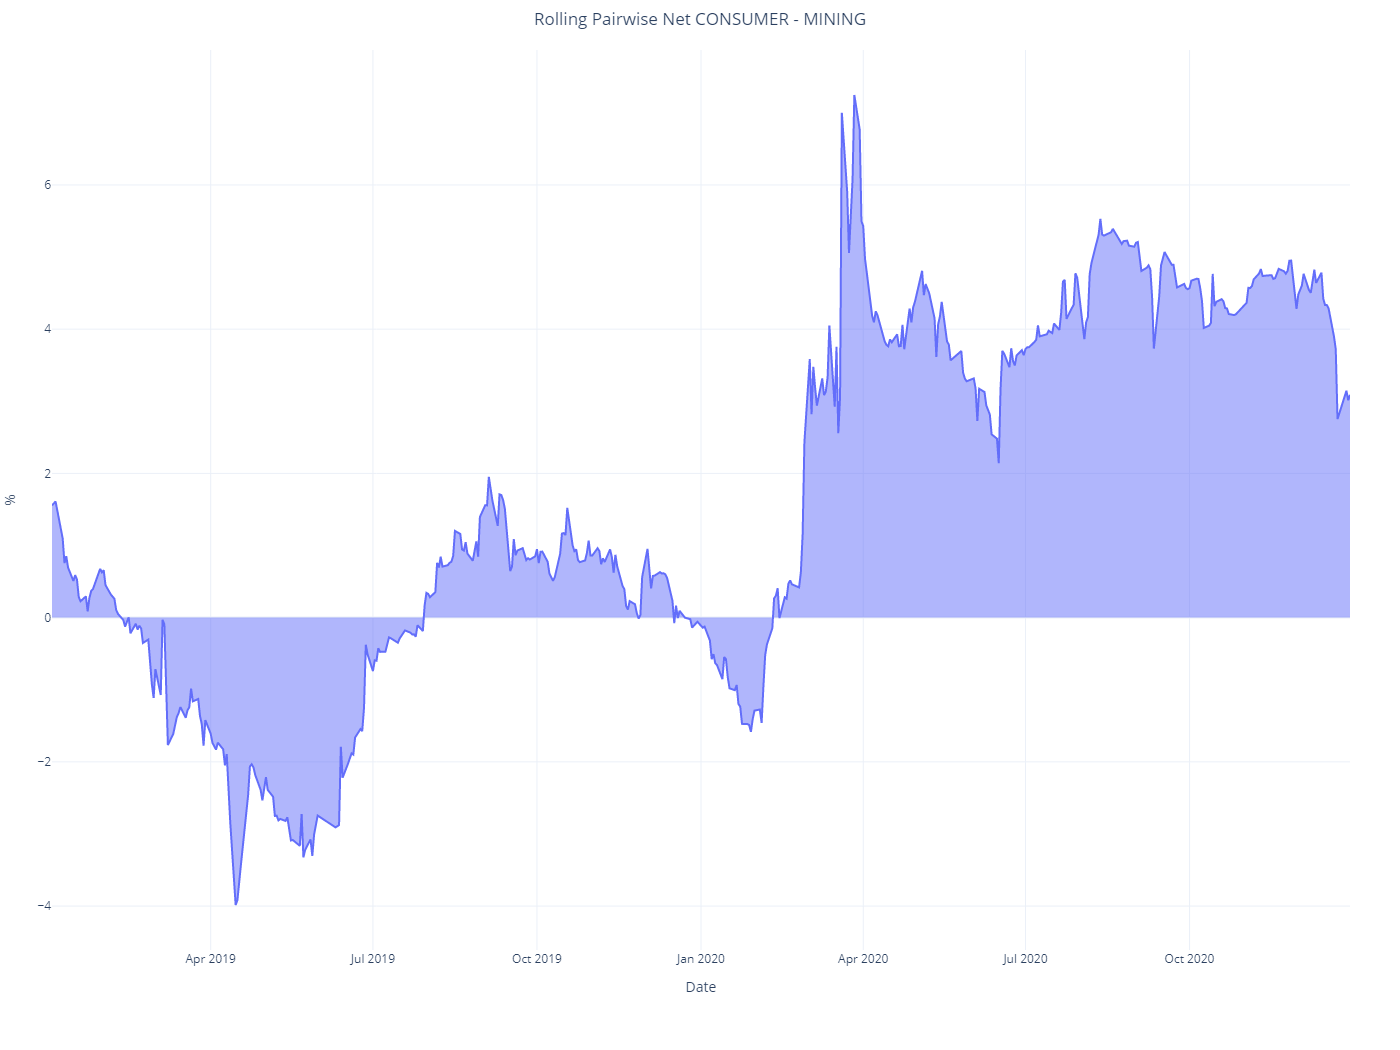 Rolling Pairwise Net CONSUMER - MINING
6
4
2
0
−2
−4
%
Apr 2019
Jul 2019
Oct 2019
Jan 2020
Apr 2020
Jul 2020
Oct 2020
Date